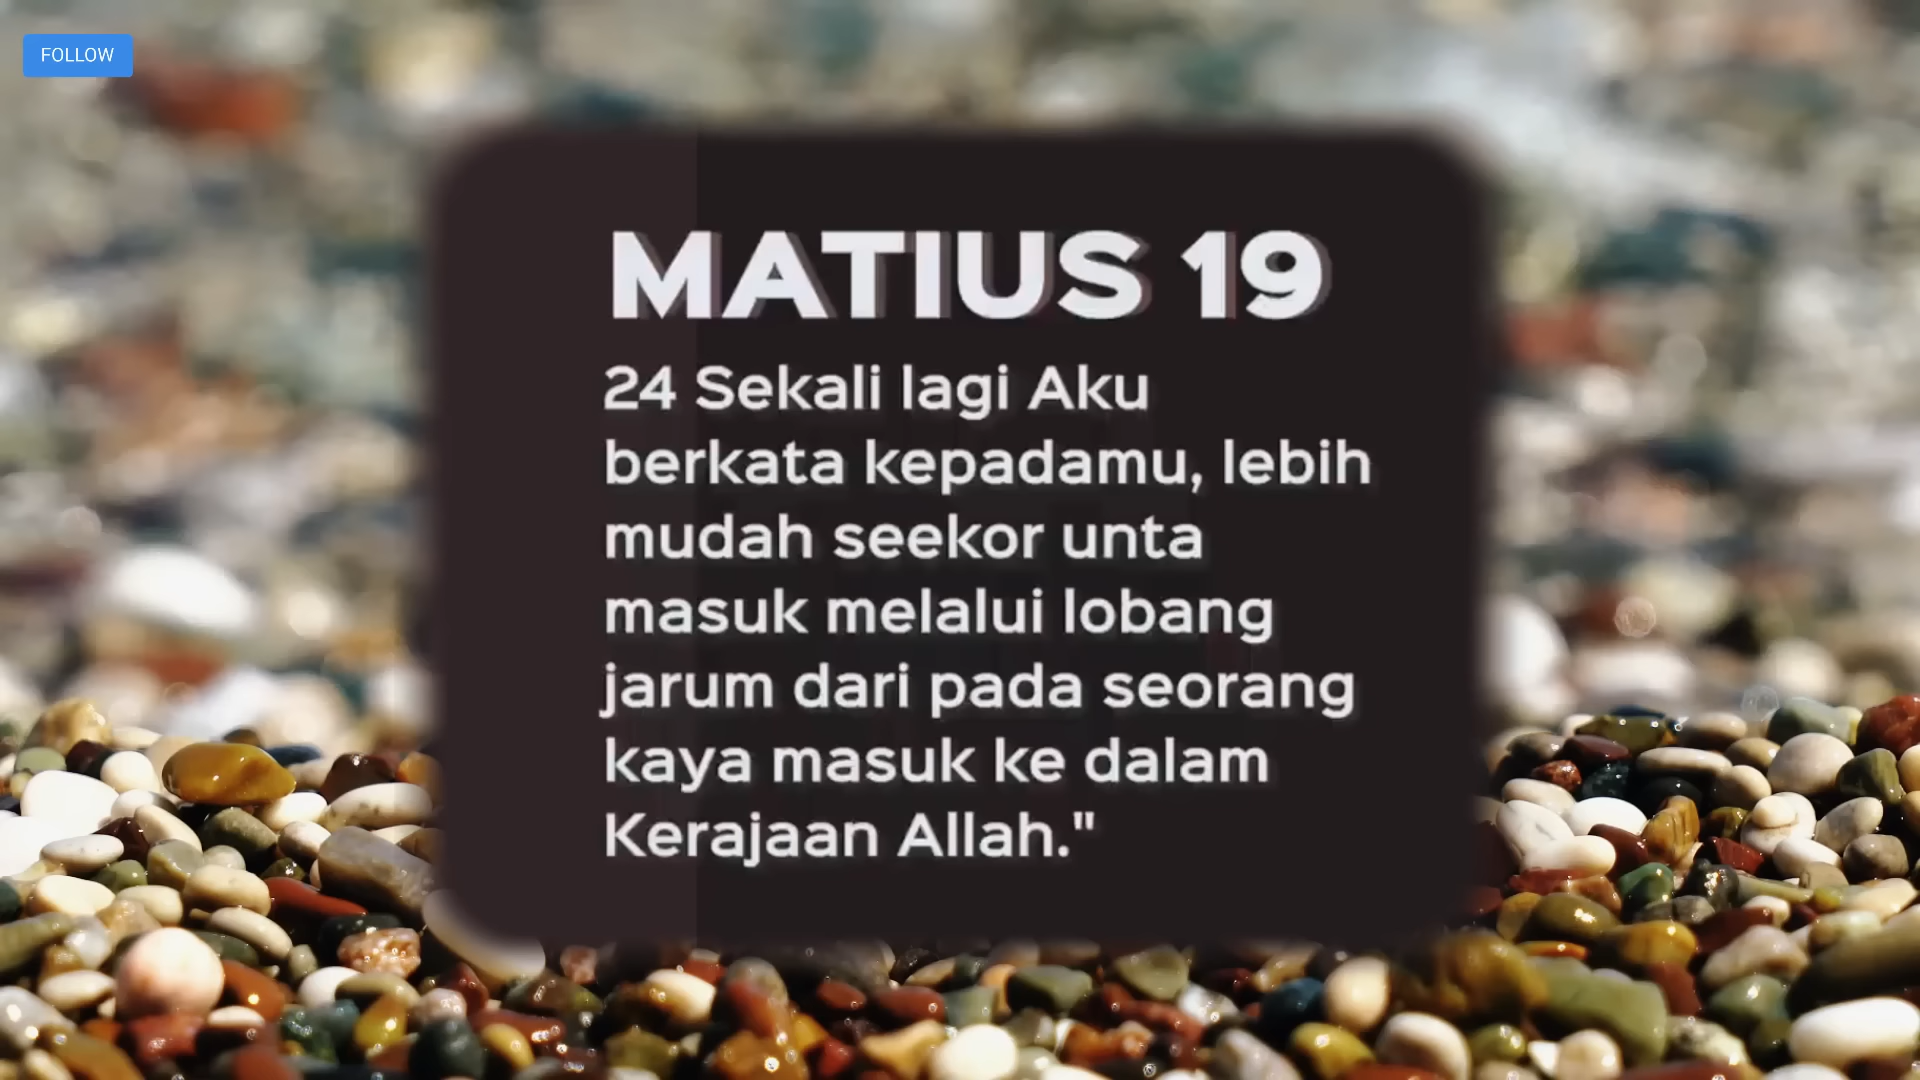 FOLLOW
MATIUS 19
24 Sekali lagi Aku
berkata kepadamu, lebih
mudah seekor unta
masuk melalui lobang
jarum dari pada seorang
kaya masuk ke dalam
Kerajaan Allah."